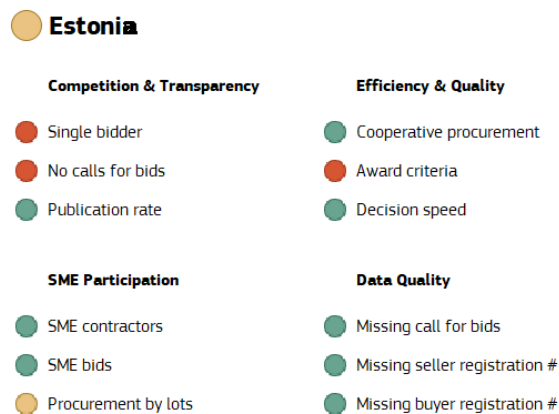 Estonia
Competition & Transparency
Single bidder
No calls for bids
Publication rate
Efficiency & Quality
Cooperative procurement
Award criteria
Decision speed
SME Participation
SME contractors
SME bids
Procurement by lots
Data Quality
Missing call for bids
Missing seller registration #
Missing buyer registration #